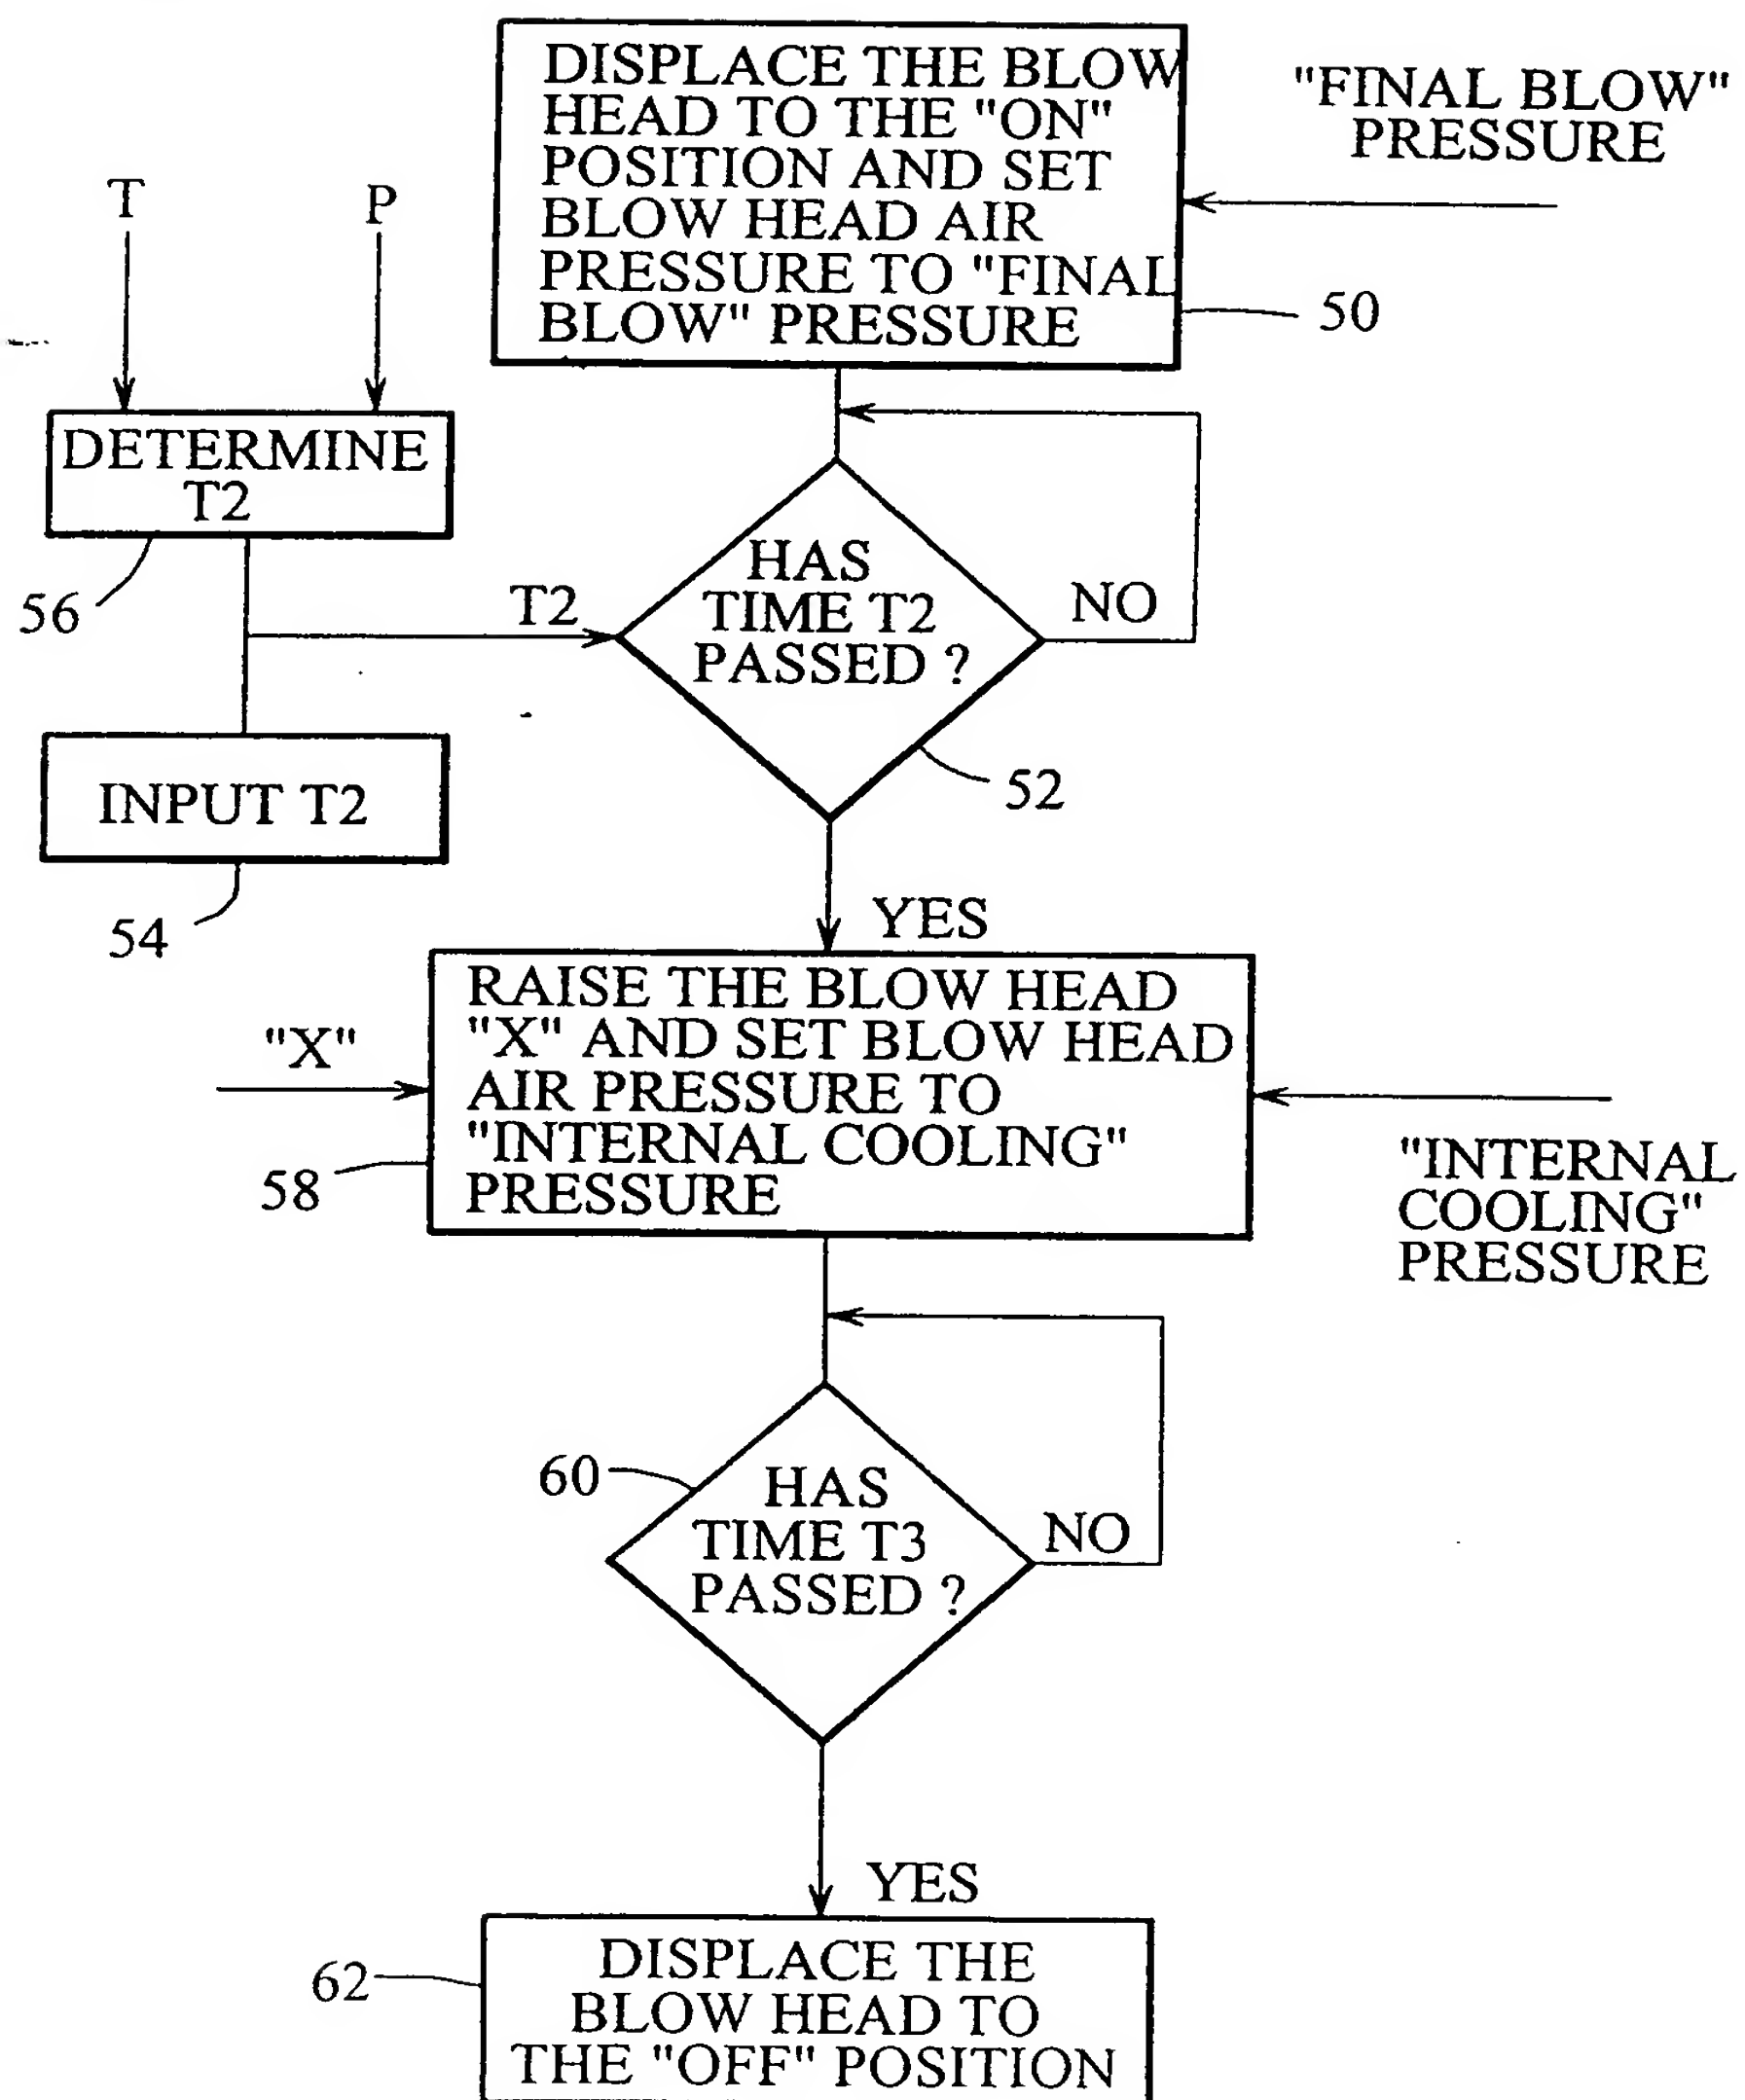 DISPLACE THE BLOW
HEAD TO THE "ON"
POSITION AND SET
BLOW HEAD AIR
PRESSURE TO "FINAL
BLOW" PRESSURE
"FINAL BLOW"
PRESSURE
50
T
P
DETERMINE
T2
56
T2
HAS
TIME T2
PASSED ?
NO
52
INPUT T2
54
YES
RAISE THE BLOW HEAD
"X" AND SET BLOW HEAD
AIR PRESSURE TO
"INTERNAL COOLING"
PRESSURE
"X"
58
"INTERNAL
COOLING"
PRESSURE
60
HAS
TIME T3
PASSED ?
NO
YES
62
DISPLACE THE
BLOW HEAD TO
THE "OFF" POSITION